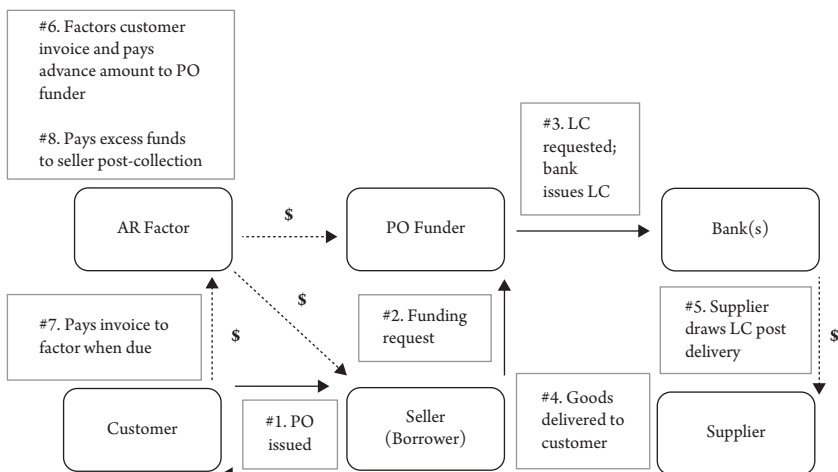 #6. Factors customer
invoice and pays
advance amount to PO
funder
#8. Pays excess funds
to seller post-collection
#3. LC
requested;
bank
issues LC
AR Factor
$
PO Funder
Bank(s)
#7. Pays invoice to
factor when due
$
$
#2. Funding
request
#5. Supplier
draws LC post
delivery
$
Customer
#1. PO
issued
Seller
(Borrower)
#4. Goods
delivered to
customer
Supplier